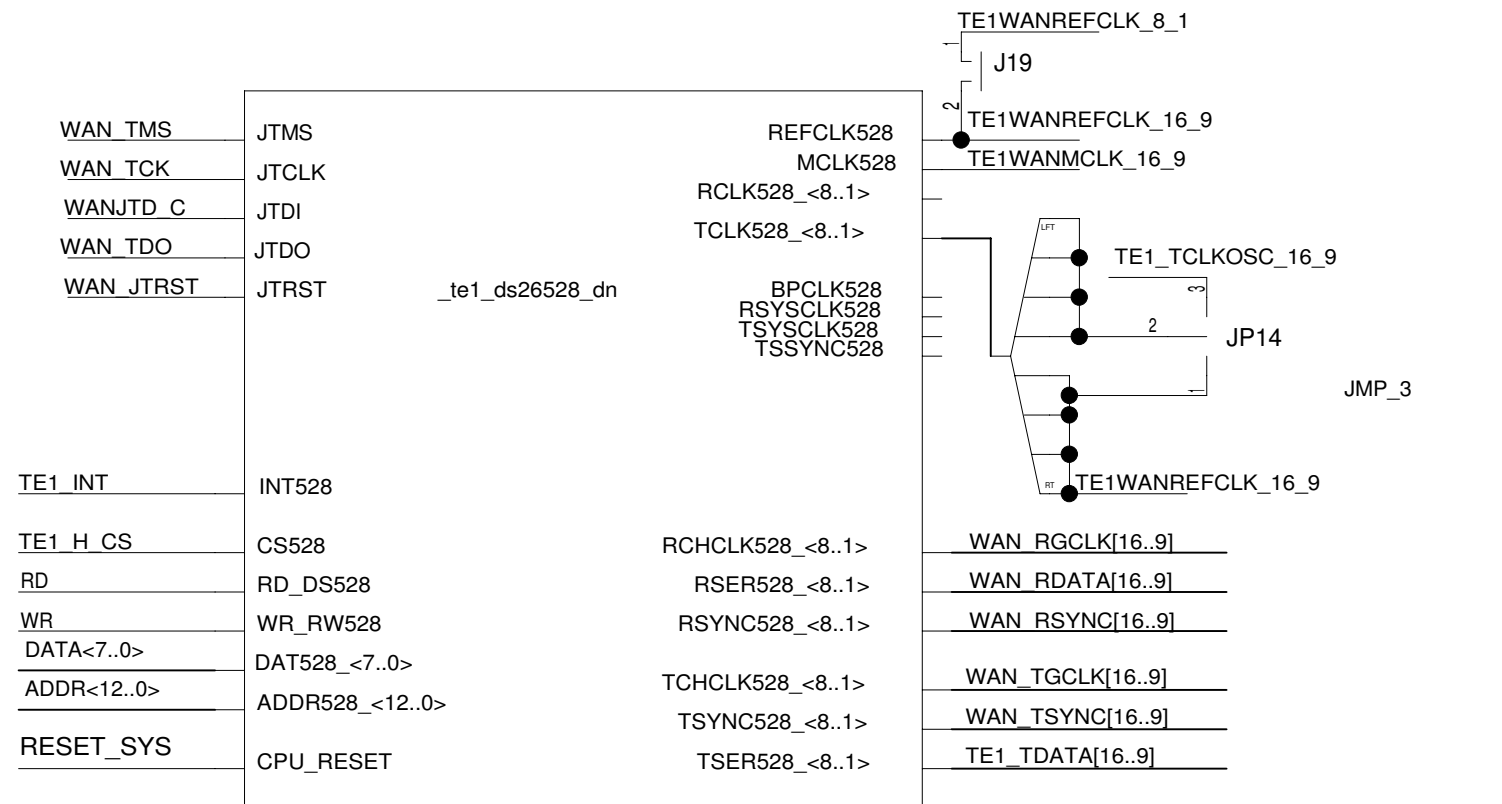 TE1WANREFCLK_8_1
1
J19
2
WAN_TMS
JTMS
REFCLK528
TE1WANREFCLK_16_9
WAN_TCK
JTCLK
MCLK528
TE1WANMCLK_16_9
RCLK528_<8..1>
WANJTD_C
JTDI
TCLK528_<8..1>
LFT
WAN_TDO
JTDO
TE1_TCLKOSC_16_9
WAN_JTRST
JTRST
_te1_ds26528_dn
BPCLK528
3
RSYSCLK528
TSYSCLK528
2
JP14
TSSYNC528
1
JMP_3
TE1_INT
INT528
RT
TE1WANREFCLK_16_9
TE1_H_CS
CS528
RCHCLK528_<8..1>
WAN_RGCLK[16..9]
RD
RD_DS528
RSER528_<8..1>
WAN_RDATA[16..9]
WR
WR_RW528
RSYNC528_<8..1>
WAN_RSYNC[16..9]
DATA<7..0>
DAT528_<7..0>
TCHCLK528_<8..1>
WAN_TGCLK[16..9]
ADDR<12..0>
ADDR528_<12..0>
TSYNC528_<8..1>
WAN_TSYNC[16..9]
RESET_SYS
CPU_RESET
TSER528_<8..1>
TE1_TDATA[16..9]